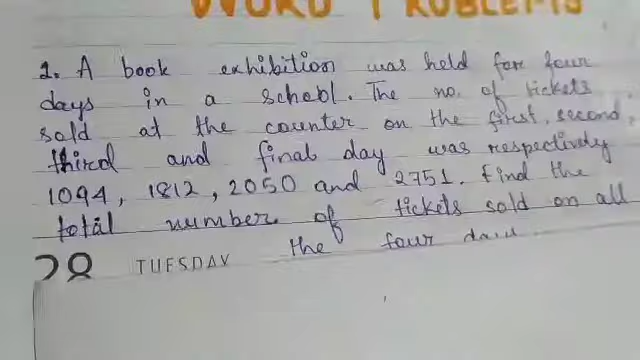 WORD PROBLEMS
1. A book exhibition was held for four
days in a school. The no. of tickets
sold at the counter on the first, second,
third and final day was respectively
1094, 1812, 2050 and 2751. Find the
total number of tickets sold on all
the four days
28 TUESDAY